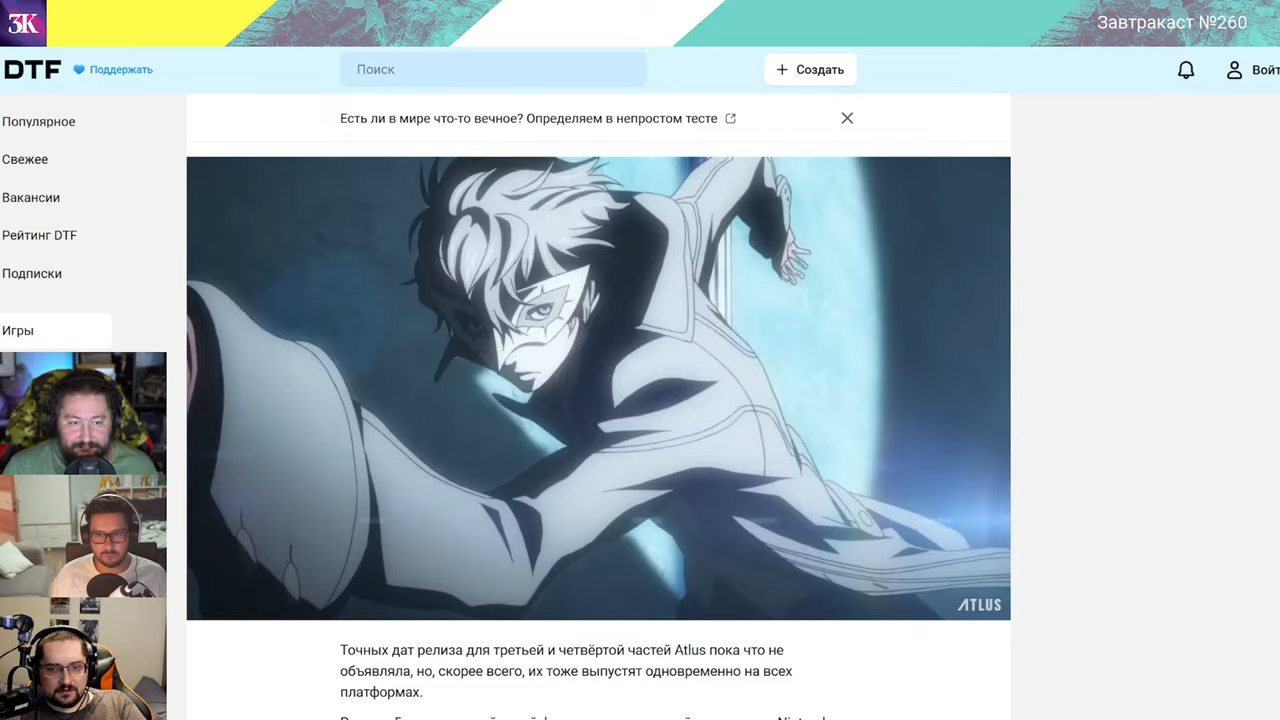 ЗК
Завтракаст №260
DTF
Поддержать
Поиск
Создать
Войт
Популярное
Свежее
Вакансии
Рейтинг DTF
Подписки
Игры
Есть ли в мире что-то вечное? Определяем в непростом тесте
ATLUS
Точных дат релиза для третьей и четвёртой частей Atlus пока что не
объявляла, но, скорее всего, их тоже выпустят одновременно на всех
платформах.